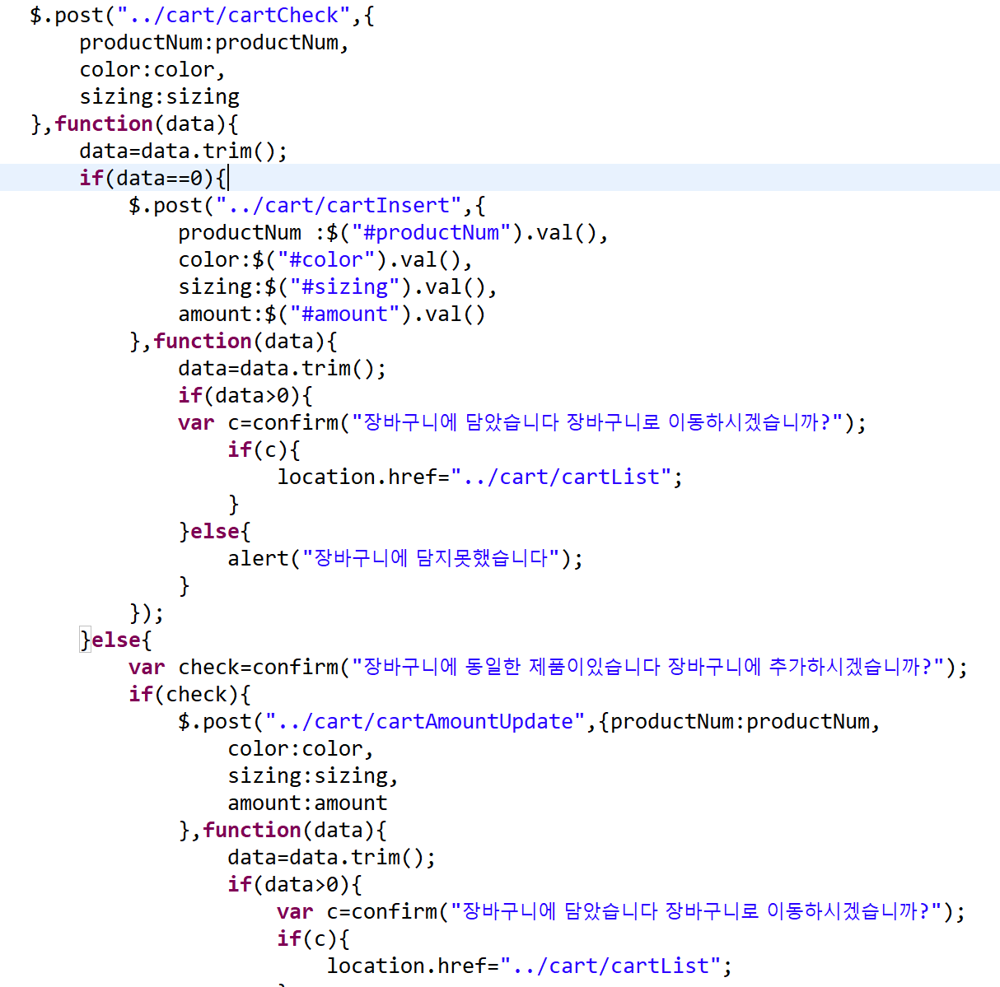 $.post("../cart/cartCheck",{
productNum:productNum,
color:color,
sizing:sizing
},function(data){
data=data.trim();
if(data==0){
$.post("../cart/cartInsert",{
productNum :$("#productNum").val(),
color:$("#color").val(),
sizing:$("#sizing").val(),
amount:$("#amount").val()
},function(data){
data=data.trim();
if(data>0){
var c=confirm("장바구니에 담았습니다 장바구니로 이동하시겠습니까?");
if(c){
location.href="../cart/cartList";
}
}else{
alert("장바구니에 담지못했습니다");
}
});
}else{
var check=confirm("장바구니에 동일한 제품이있습니다 장바구니에 추가하시겠습니까?");
if(check){
$.post("../cart/cartAmountUpdate",{productNum:productNum,
color:color,
sizing:sizing,
amount:amount
},function(data){
data=data.trim();
if(data>0){
var c=confirm("장바구니에 담았습니다 장바구니로 이동하시겠습니까?");
if(c){
location.href="../cart/cartList";